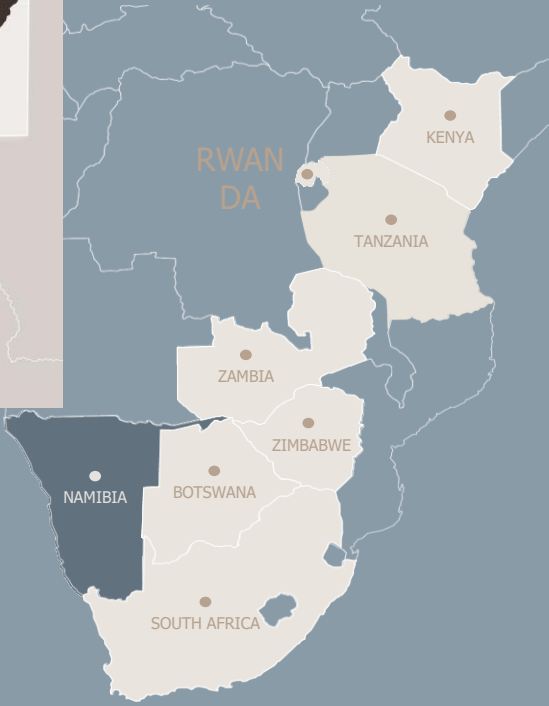 KENYA
RWAN
DA
TANZANIA
ZAMBIA
ZIMBABWE
BOTSWANA
NAMIBIA
SOUTH AFRICA